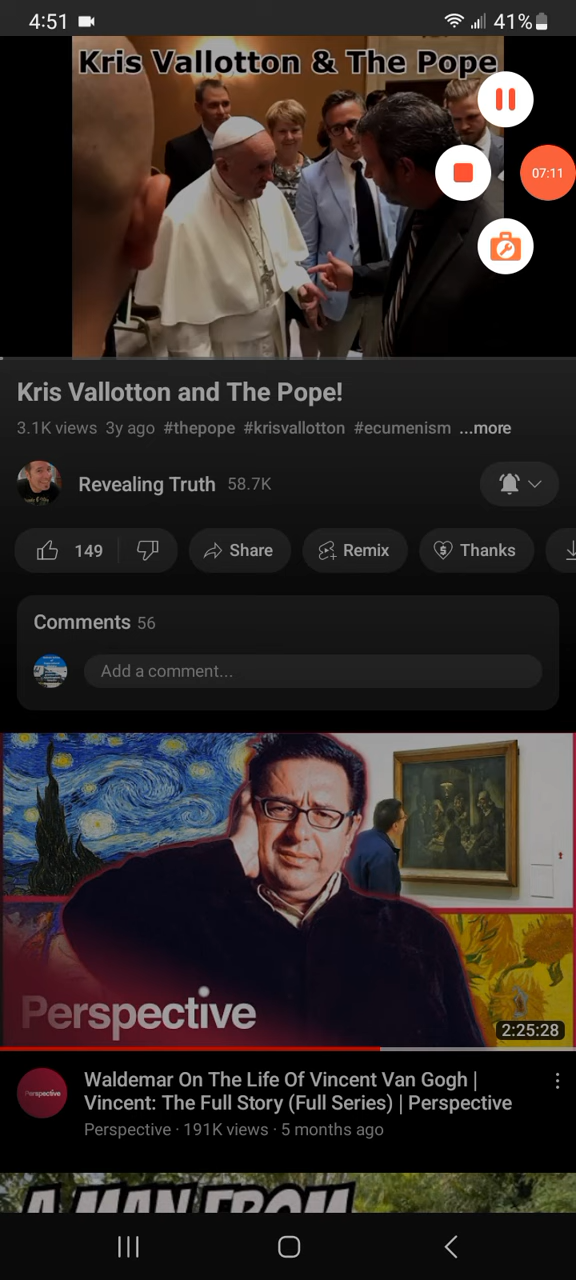 4:51 41%
Kris Vallotton & The Pope
07:11
Kris Vallotton and The Pope!
3.1K views 3y ago #thepope #krisvallotton #ecumenism ...more
Revealing Truth 58.7K
149 Share Remix Thanks
Comments 56
Add a comment...
Perspective
2:25:28
Perspective
Waldemar On The Life Of Vincent Van Gogh |
Vincent: The Full Story (Full Series) | Perspective
Perspective · 191K views · 5 months ago
A MAN FROM